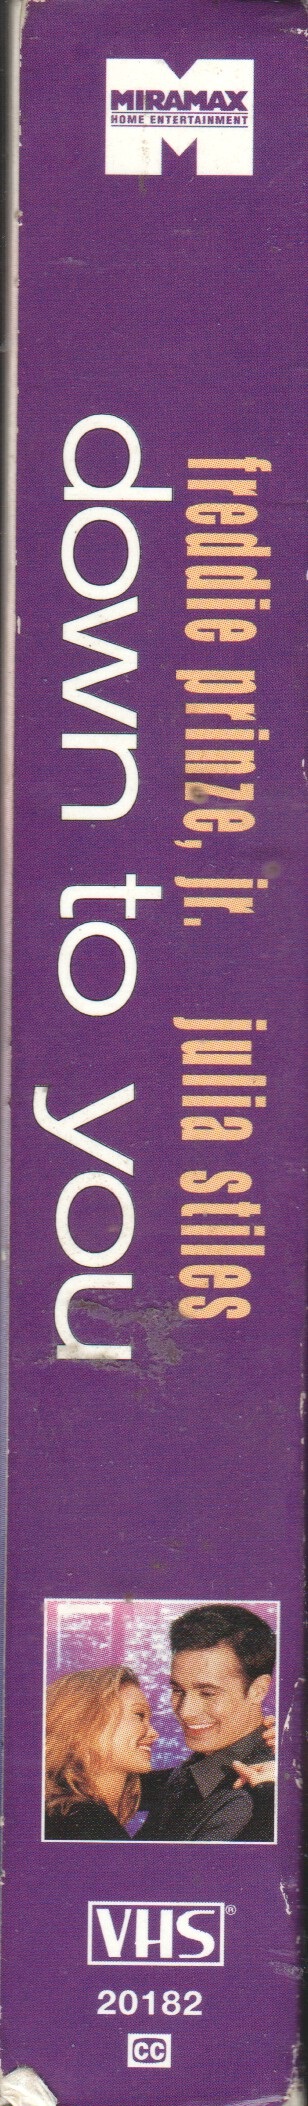 MIRAMAX
HOME ENTERTAINMENT
freddie prinze, jr. julia stiles
down to you
VHS®
20182
CC